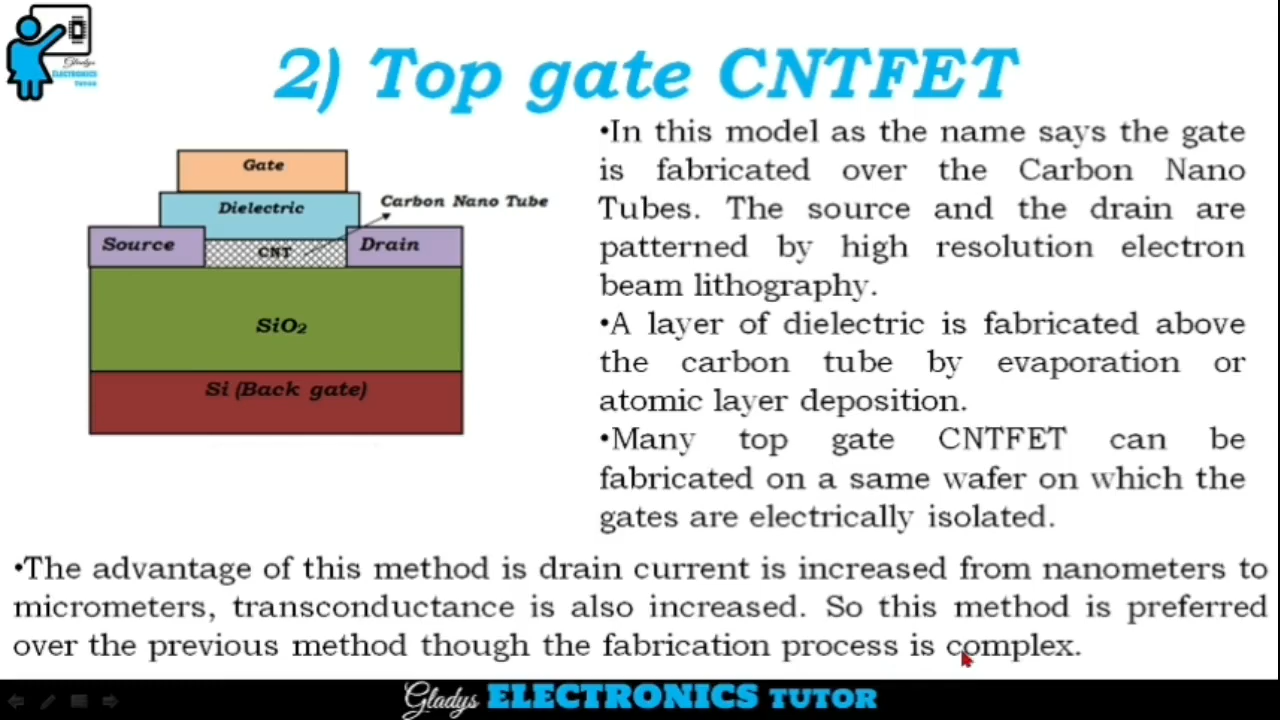 Gladys
ELECTRONICS
TUTOR
2) Top gate CNTFET
Gate
Dielectric
Carbon Nano Tube
Source
CNT
Drain
SiO₂
Si (Back gate)
•In this model as the name says the gate
is fabricated over the Carbon Nano
Tubes. The source and the drain are
patterned by high resolution electron
beam lithography.
•A layer of dielectric is fabricated above
the carbon tube by evaporation or
atomic layer deposition.
•Many top gate CNTFET can be
fabricated on a same wafer on which the
gates are electrically isolated.
•The advantage of this method is drain current is increased from nanometers to
micrometers, transconductance is also increased. So this method is preferred
over the previous method though the fabrication process is complex.
Gladys ELECTRONICS TUTOR